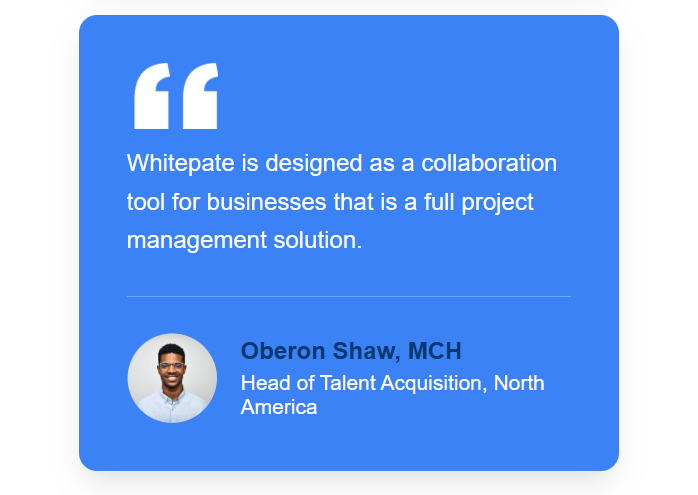 “
Whitepate is designed as a collaboration
tool for businesses that is a full project
management solution.
Oberon Shaw, MCH
Head of Talent Acquisition, North
America